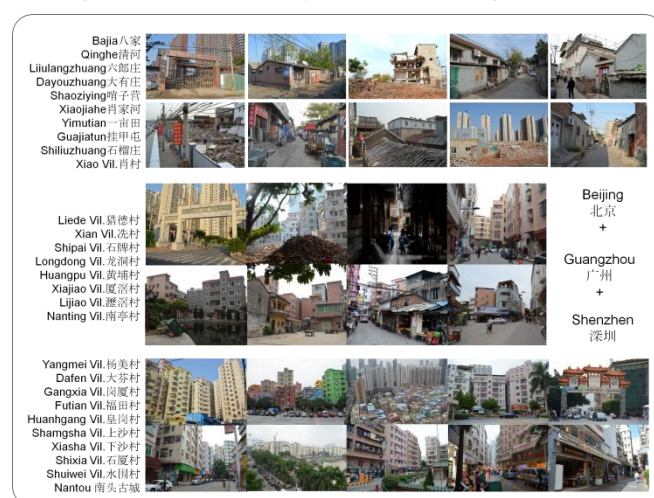 Bajia八家
Qinghe清河
Liiulangzhuang六郎庄
Dayouzhuang大有庄
Shaoziying哨子营
Xiaojiahe肖家河
Yimutian一亩田
Guajiatun挂甲屯
Shiliuzhuang石榴庄
Xiao Vil.肖村
Liede Vil.猎德村
Xian Vil.冼村
Shipai Vil.石牌村
Longdong Vil.龙洞村
Huangpu Vil.黄埔村
Xiajiao Vil.厦滘村
Lijiao Vil.瀝滘村
Nanting Vil.南亭村
Beijing
北京
+
Guangzhou
广州
+
Shenzhen
深圳
Yangmei Vil.杨美村
Dafen Vil.大芬村
Gangxia Vil.岗厦村
Futian Vil.福田村
Huanhgang Vil.皇岗村
Shamgsha Vil.上沙村
Xiasha Vil.下沙村
Shixia Vil.石厦村
Shuiwei Vil.水围村
Nantou 南头古城